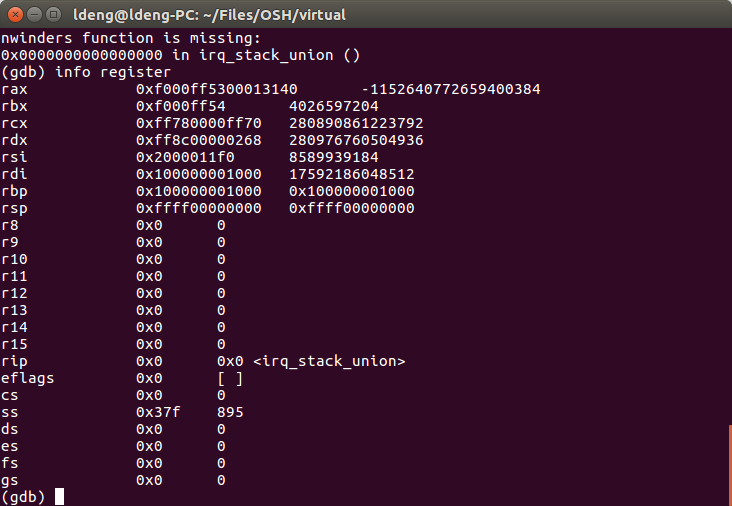 ldeng@ldeng-PC: ~/Files/OSH/virtual
nwinders function is missing:
0x0000000000000000 in irq_stack_union ()
(gdb) info register
rax            0xf000ff5300013140       -1152640772659400384
rbx            0xf000ff54       4026597204
rcx            0xff780000ff70   280890861223792
rdx            0xff8c00000268   280976760504936
rsi            0x2000011f0      8589939184
rdi            0x100000001000   17592186048512
rbp            0x100000001000   0x100000001000
rsp            0xffff00000000   0xffff00000000
r8             0x0      0
r9             0x0      0
r10            0x0      0
r11            0x0      0
r12            0x0      0
r13            0x0      0
r14            0x0      0
r15            0x0      0
rip            0x0      0x0 <irq_stack_union>
eflags         0x0      [ ]
cs             0x0      0
ss             0x37f    895
ds             0x0      0
es             0x0      0
fs             0x0      0
gs             0x0      0
(gdb)